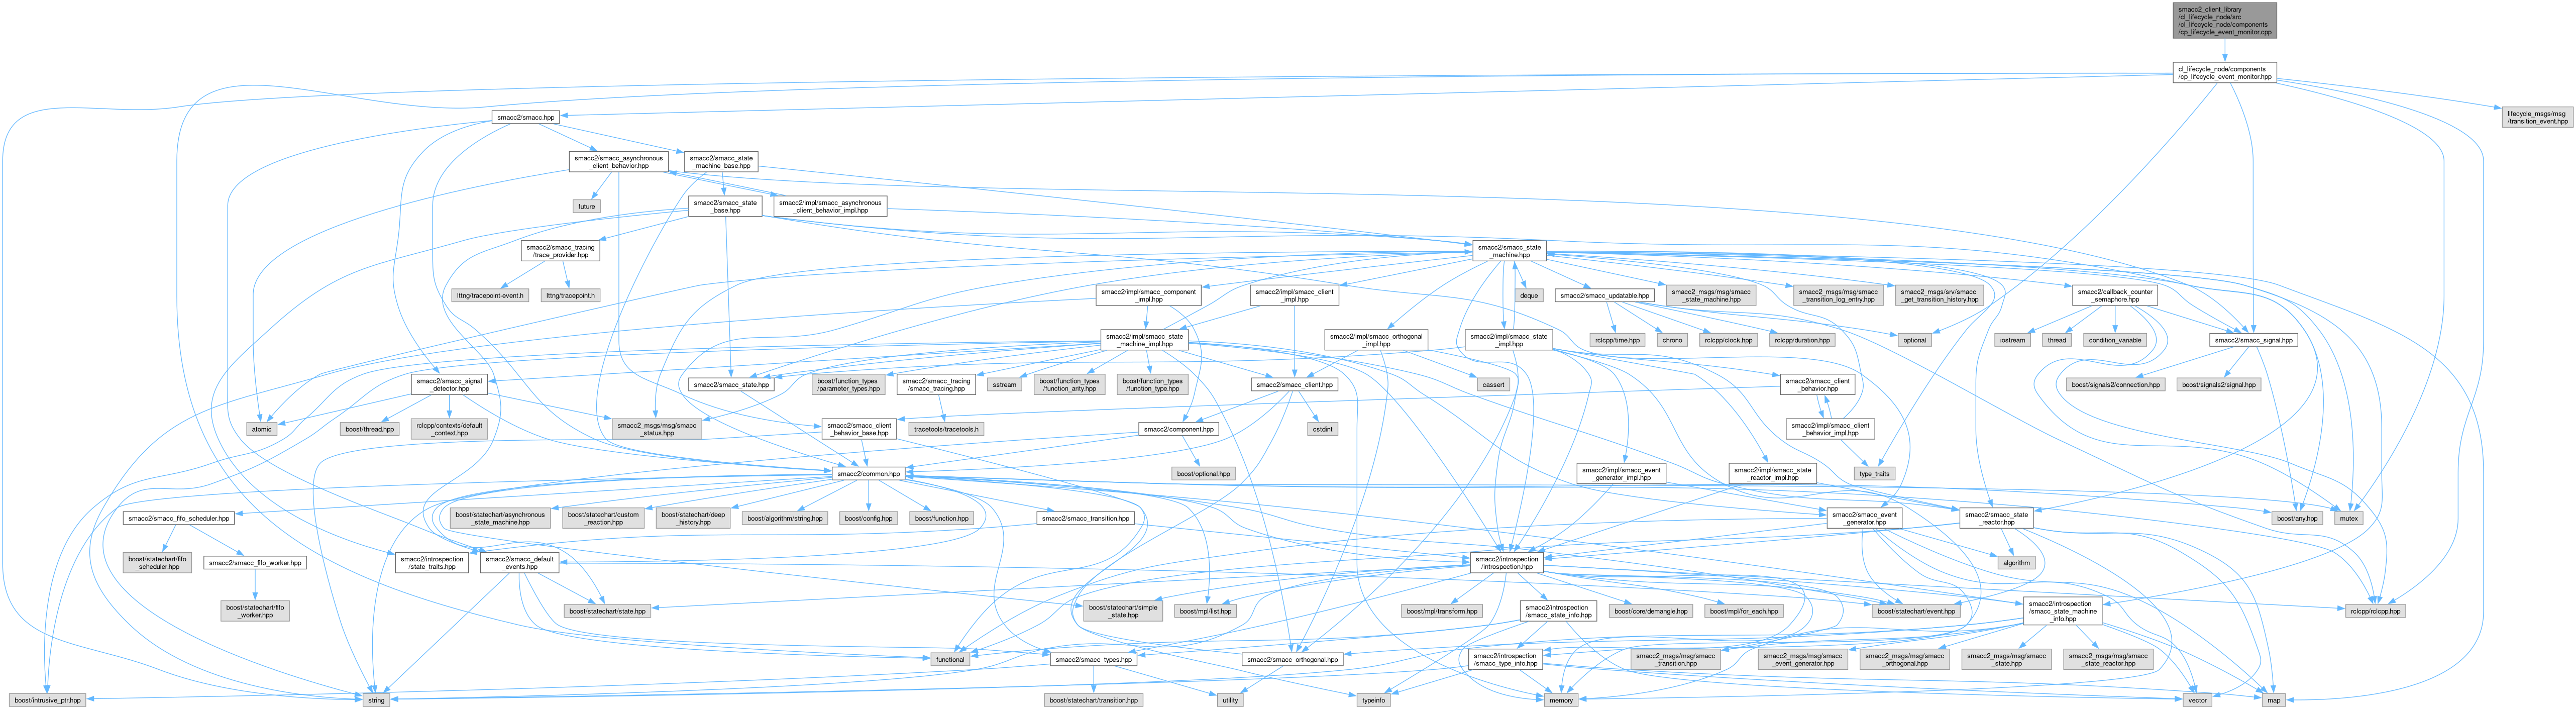 smacc2_client_library
/cl_lifecycle_node/src
/cl_lifecycle_node/components
/cp_lifecycle_event_monitor.cpp
cl_lifecycle_node/components
/cp_lifecycle_event_monitor.hpp
smacc2/smacc.hpp
lifecycle_msgs/msg
/transition_event.hpp
smacc2/smacc_asynchronous
_client_behavior.hpp
smacc2/smacc_state
_machine_base.hpp
future
smacc2/smacc_state
_base.hpp
smacc2/impl/smacc_asynchronous
_client_behavior_impl.hpp
smacc2/smacc_tracing
/trace_provider.hpp
smacc2/smacc_state
_machine.hpp
lttng/tracepoint-event.h
lttng/tracepoint.h
smacc2/impl/smacc_component
_impl.hpp
smacc2/impl/smacc_client
_impl.hpp
deque
smacc2/smacc_updatable.hpp
smacc2_msgs/msg/smacc
_state_machine.hpp
smacc2_msgs/msg/smacc
_transition_log_entry.hpp
smacc2_msgs/srv/smacc
_get_transition_history.hpp
smacc2/callback_counter
_semaphore.hpp
smacc2/impl/smacc_state
_machine_impl.hpp
smacc2/impl/smacc_orthogonal
_impl.hpp
smacc2/impl/smacc_state
_impl.hpp
rclcpp/time.hpp
chrono
rclcpp/clock.hpp
rclcpp/duration.hpp
optional
iostream
thread
condition_variable
smacc2/smacc_signal.hpp
smacc2/smacc_signal
_detector.hpp
smacc2/smacc_state.hpp
boost/function_types
/parameter_types.hpp
smacc2/smacc_tracing
/smacc_tracing.hpp
sstream
boost/function_types
/function_arity.hpp
boost/function_types
/function_type.hpp
smacc2/smacc_client.hpp
cassert
smacc2/smacc_client
_behavior.hpp
boost/signals2/connection.hpp
boost/signals2/signal.hpp
atomic
boost/thread.hpp
rclcpp/contexts/default
_context.hpp
smacc2_msgs/msg/smacc
_status.hpp
smacc2/smacc_client
_behavior_base.hpp
tracetools/tracetools.h
smacc2/component.hpp
cstdint
smacc2/impl/smacc_client
_behavior_impl.hpp
smacc2/common.hpp
boost/optional.hpp
smacc2/impl/smacc_event
_generator_impl.hpp
smacc2/impl/smacc_state
_reactor_impl.hpp
type_traits
smacc2/smacc_fifo_scheduler.hpp
boost/statechart/asynchronous
_state_machine.hpp
boost/statechart/custom
_reaction.hpp
boost/statechart/deep
_history.hpp
boost/algorithm/string.hpp
boost/config.hpp
boost/function.hpp
smacc2/smacc_transition.hpp
smacc2/smacc_event
_generator.hpp
smacc2/smacc_state
_reactor.hpp
boost/any.hpp
mutex
boost/statechart/fifo
_scheduler.hpp
smacc2/smacc_fifo_worker.hpp
smacc2/introspection
/state_traits.hpp
smacc2/smacc_default
_events.hpp
smacc2/introspection
/introspection.hpp
algorithm
boost/statechart/fifo
_worker.hpp
boost/statechart/state.hpp
boost/statechart/simple
_state.hpp
boost/mpl/list.hpp
boost/mpl/transform.hpp
smacc2/introspection
/smacc_state_info.hpp
boost/core/demangle.hpp
boost/mpl/for_each.hpp
boost/statechart/event.hpp
smacc2/introspection
/smacc_state_machine
_info.hpp
rclcpp/rclcpp.hpp
functional
smacc2/smacc_types.hpp
smacc2/smacc_orthogonal.hpp
smacc2/introspection
/smacc_type_info.hpp
smacc2_msgs/msg/smacc
_transition.hpp
smacc2_msgs/msg/smacc
_event_generator.hpp
smacc2_msgs/msg/smacc
_orthogonal.hpp
smacc2_msgs/msg/smacc
_state.hpp
smacc2_msgs/msg/smacc
_state_reactor.hpp
boost/intrusive_ptr.hpp
string
boost/statechart/transition.hpp
utility
typeinfo
memory
vector
map